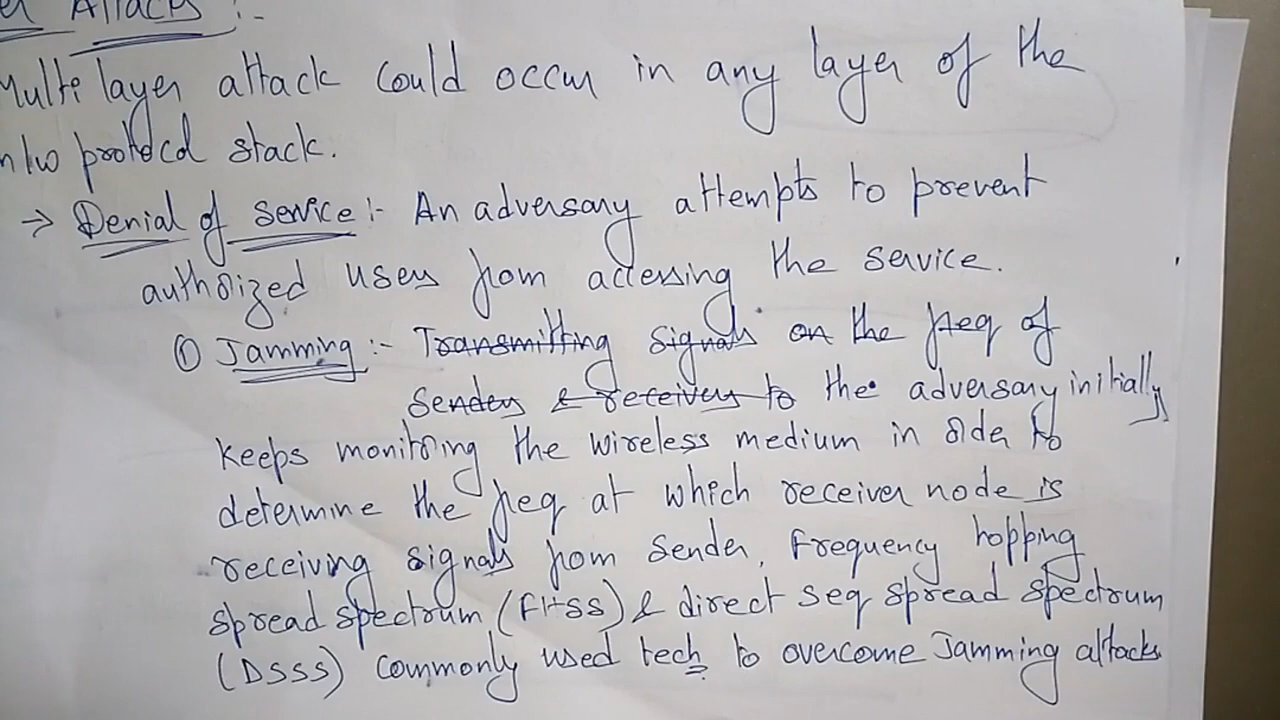 Attacks :-
Multi layer attack could occur in any layer of the
n/w protocol stack.
→ Denial of Service :- An adversary attempts to prevent
authorized users from accessing the service.
① Jamming :- Transmitting signals on the freq of
senders & receivers to the adversary initially
keeps monitoring the wireless medium in order to
determine the freq at which receiver node is
receiving signals from sender. Frequency hopping
spread spectrum (FHSS) & direct seq spread spectrum
(DSSS) commonly used tech to overcome Jamming attacks